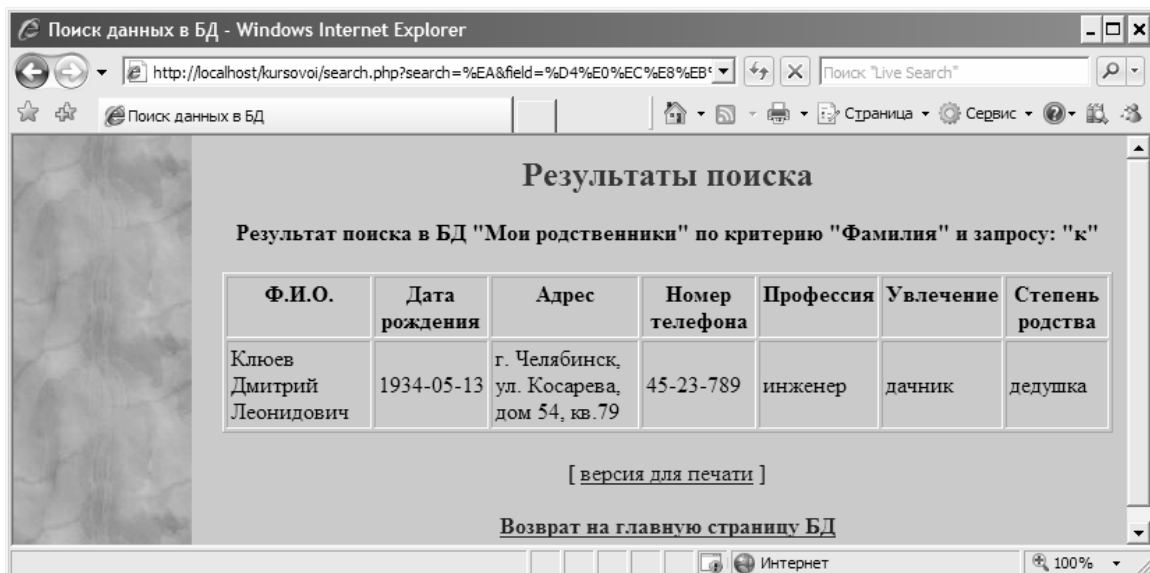 Поиск данных в БД - Windows Internet Explorer
http://localhost/kursovoi/search.php?search=%EA&field=%D4%E0%EC%E8%EB%
Поиск "Live Search"
Поиск данных в БД
Страница
Сервис
Результаты поиска
Результат поиска в БД "Мои родственники" по критерию "Фамилия" и запросу: "к"
Ф.И.О. Дата Адрес Номер Профессия Увлечение Степень
рождения телефона родства
Клюев г. Челябинск,
Дмитрий 1934-05-13 ул. Косарева, 45-23-789 инженер дачник дедушка
Леонидович дом 54, кв.79
[ версия для печати ]
Возврат на главную страницу БД
Интернет
100%